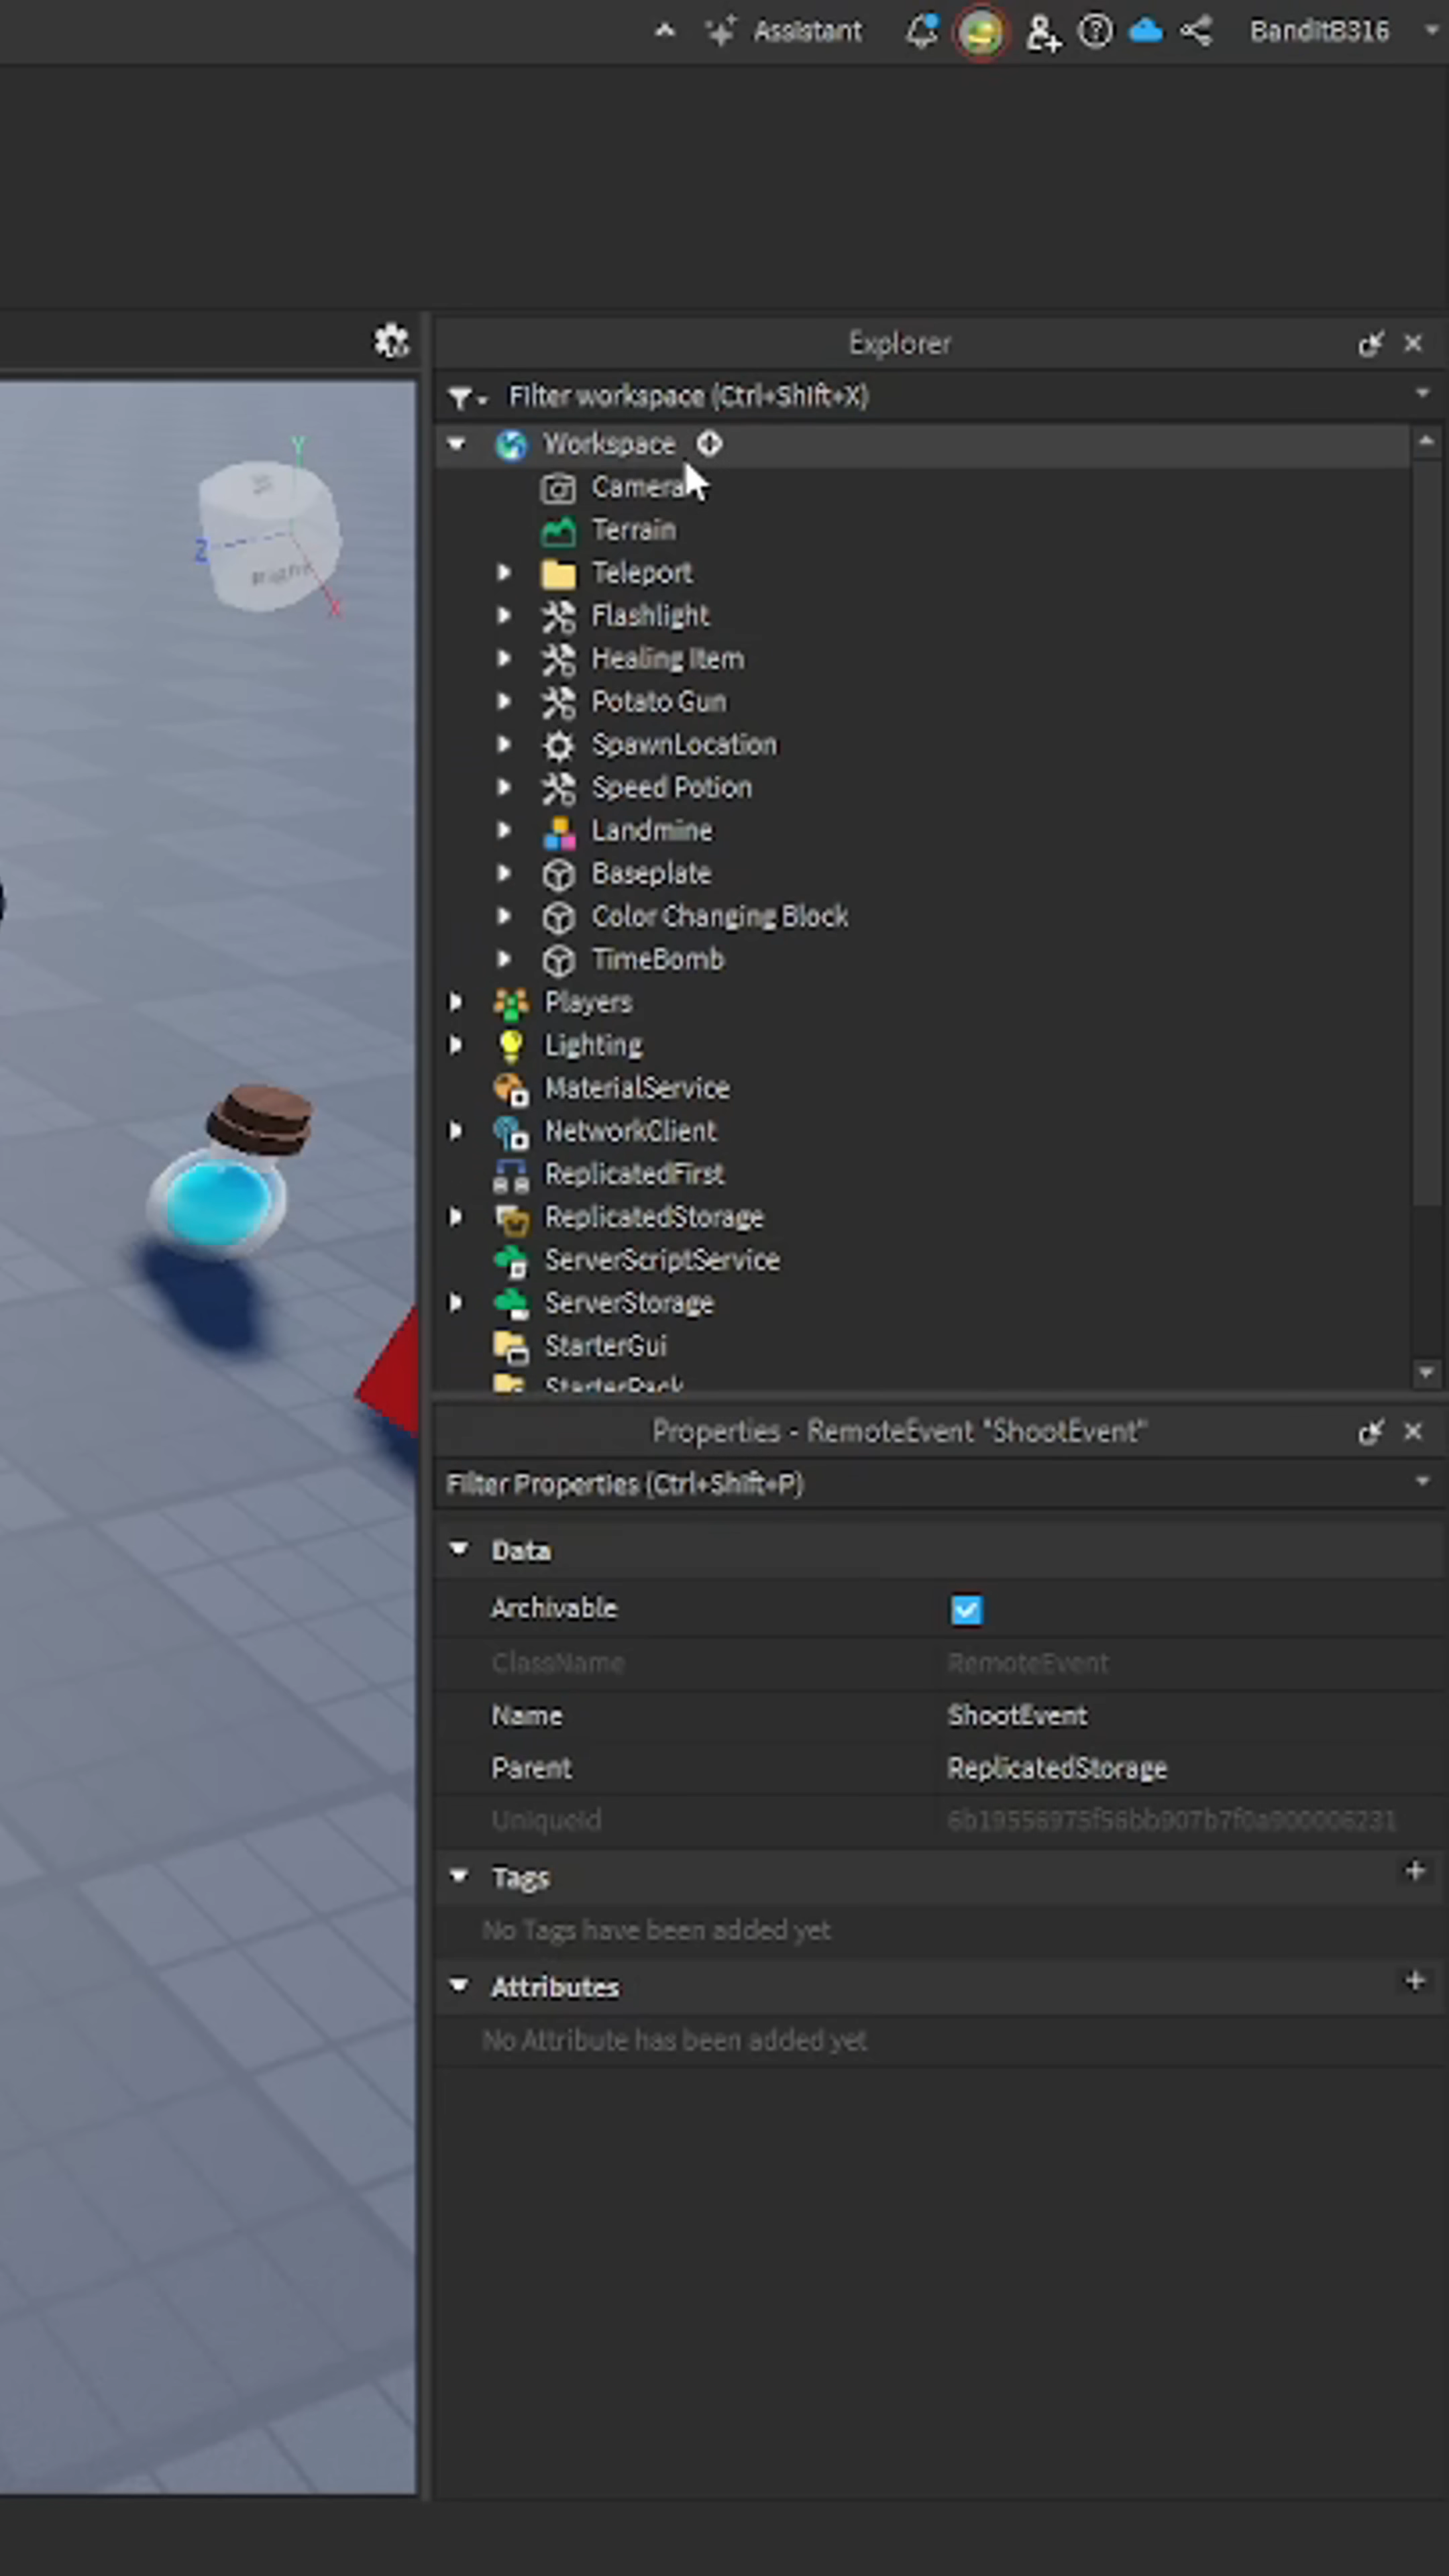 Assistant
BanditB316
Explorer
Filter workspace (Ctrl+Shift+X)
Workspace
Camera
Terrain
Teleport
Flashlight
Healing Item
Potato Gun
SpawnLocation
Speed Potion
Landmine
Baseplate
Color Changing Block
TimeBomb
Players
Lighting
MaterialService
NetworkClient
ReplicatedFirst
ReplicatedStorage
ServerScriptService
ServerStorage
StarterGui
StarterPack
Y
Z
Right
X
Properties - RemoteEvent "ShootEvent"
Filter Properties (Ctrl+Shift+P)
Data
Archivable
ClassName RemoteEvent
Name ShootEvent
Parent ReplicatedStorage
UniqueId 6b19556975f56bb907b7f0a900006231
Tags +
No Tags have been added yet
Attributes +
No Attribute has been added yet